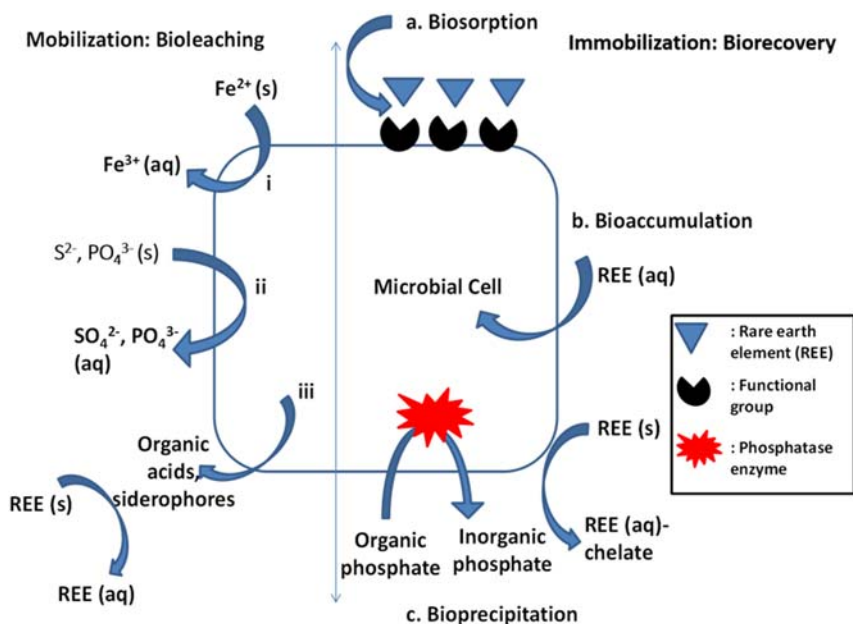 Mobilization: Bioleaching
a. Biosorption
Immobilization: Biorecovery
Fe²⁺ (s)
Fe³⁺ (aq)
i
S²⁻, PO₄³⁻ (s)
ii
SO₄²⁻, PO₄³⁻
(aq)
iii
Organic
acids,
siderophores
REE (s)
REE (aq)
Microbial Cell
b. Bioaccumulation
REE (aq)
REE (s)
REE (aq)-
chelate
Organic
phosphate
Inorganic
phosphate
c. Bioprecipitation
: Rare earth
element (REE)
: Functional
group
: Phosphatase
enzyme